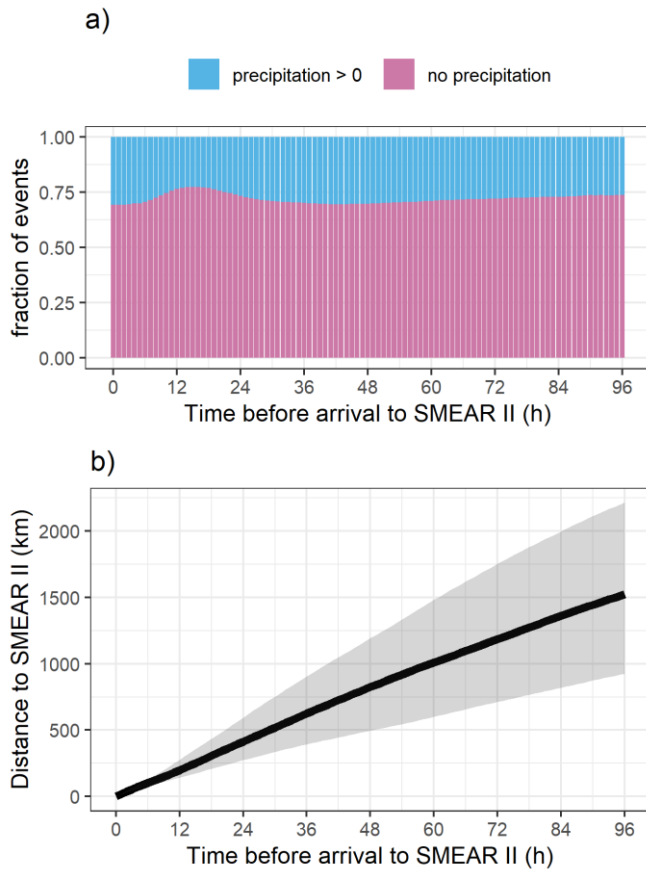 a)
precipitation > 0 no precipitation
1.00
0.75
0.50
0.25
0.00
fraction of events
0 12 24 36 48 60 72 84 96
Time before arrival to SMEAR II (h)
b)
2000
1500
1000
500
0
Distance to SMEAR II (km)
0 12 24 36 48 60 72 84 96
Time before arrival to SMEAR II (h)